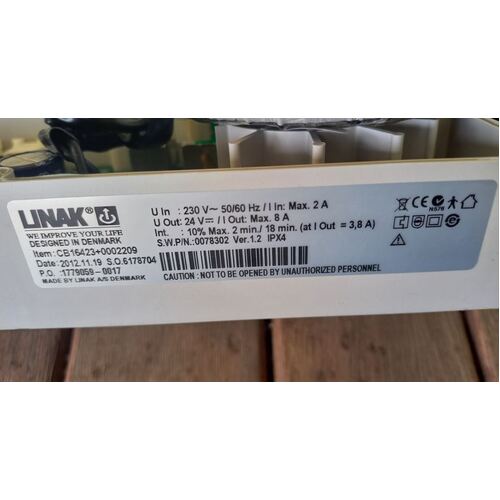 LINAK®
WE IMPROVE YOUR LIFE
DESIGNED IN DENMARK
Item: CB16423+0002209
Date: 2012.11.19 S.O.6178704
P.O. :1779059-0017
MADE BY LINAK A/S DENMARK
U In : 230 V~ 50/60 Hz / I In: Max. 2 A
U Out: 24 V⎓ / I Out: Max. 8 A
Int. : 10% Max. 2 min./ 18 min. (at I Out = 3,8 A)
S.W.P/N.:0078302 Ver.1.2 IPX4
CAUTION : NOT TO BE OPENED BY UNAUTHORIZED PERSONNEL
CE
N576